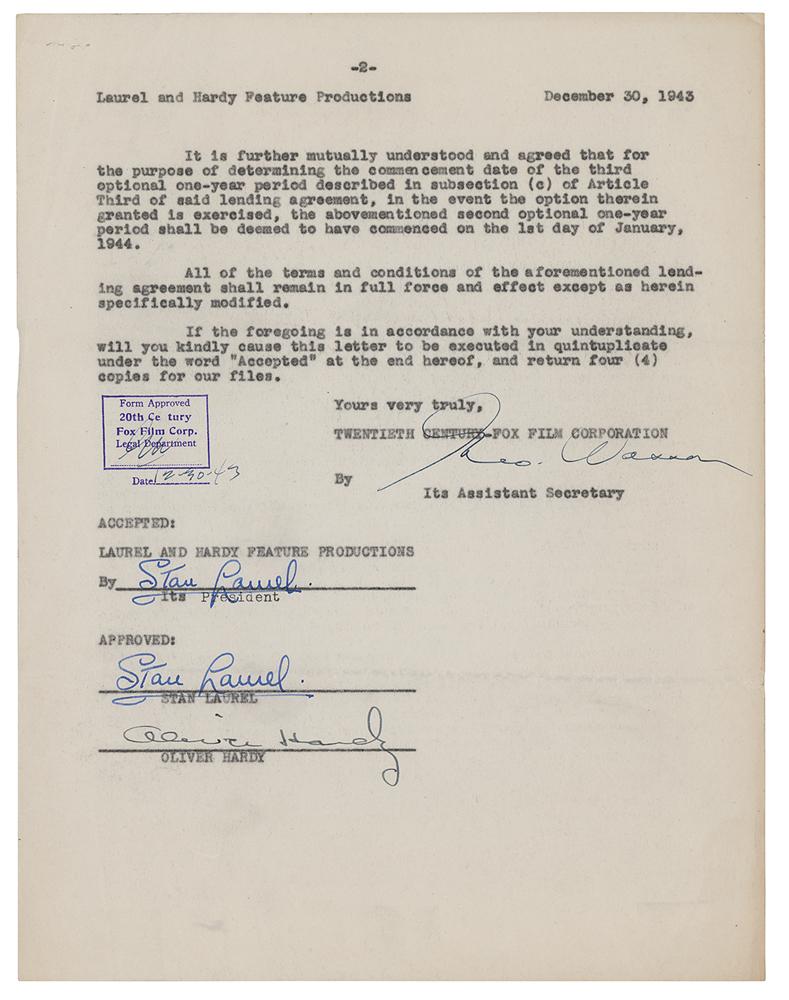 -2-
Laurel and Hardy Feature Productions December 30, 1943
It is further mutually understood and agreed that for
the purpose of determining the commencement date of the third
optional one-year period described in subsection (c) of Article
Third of said lending agreement, in the event the option therein
granted is exercised, the abovementioned second optional one-year
period shall be deemed to have commenced on the 1st day of January,
1944.
All of the terms and conditions of the aforementioned lend-
ing agreement shall remain in full force and effect except as herein
specifically modified.
If the foregoing is in accordance with your understanding,
will you kindly cause this letter to be executed in quintuplicate
under the word "Accepted" at the end hereof, and return four (4)
copies for our files.
Form Approved
20th Ce tury
Fox Film Corp.
Legal Department
Date 12-30-43
Yours very truly,
TWENTIETH CENTURY-FOX FILM CORPORATION
By
Its Assistant Secretary
ACCEPTED:
LAUREL AND HARDY FEATURE PRODUCTIONS
By Stan Laurel.
Its President
APPROVED:
Stan Laurel.
STAN LAUREL
Oliver Hardy
OLIVER HARDY